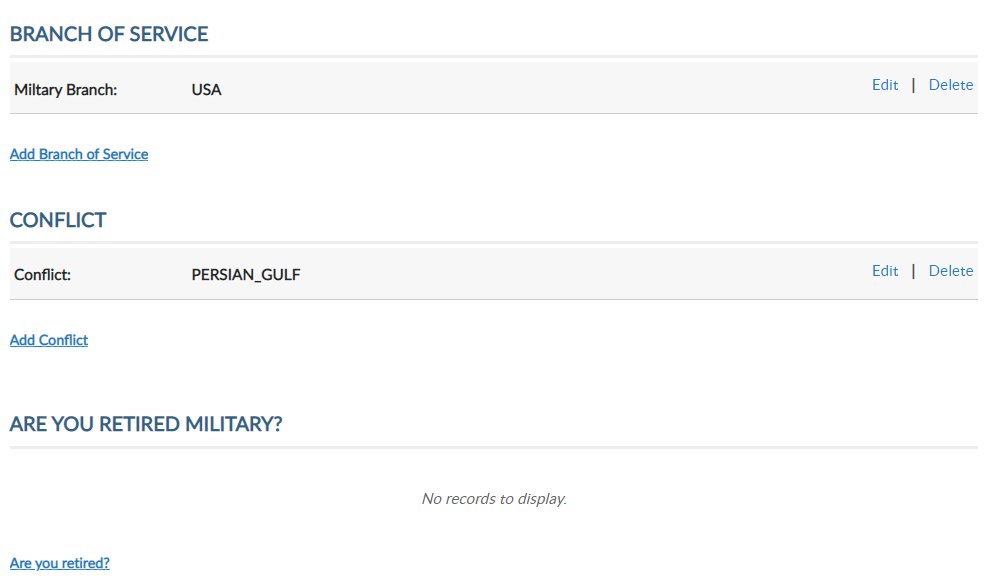 BRANCH OF SERVICE
Miltary Branch: USA Edit | Delete
Add Branch of Service
CONFLICT
Conflict: PERSIAN_GULF Edit | Delete
Add Conflict
ARE YOU RETIRED MILITARY?
No records to display.
Are you retired?